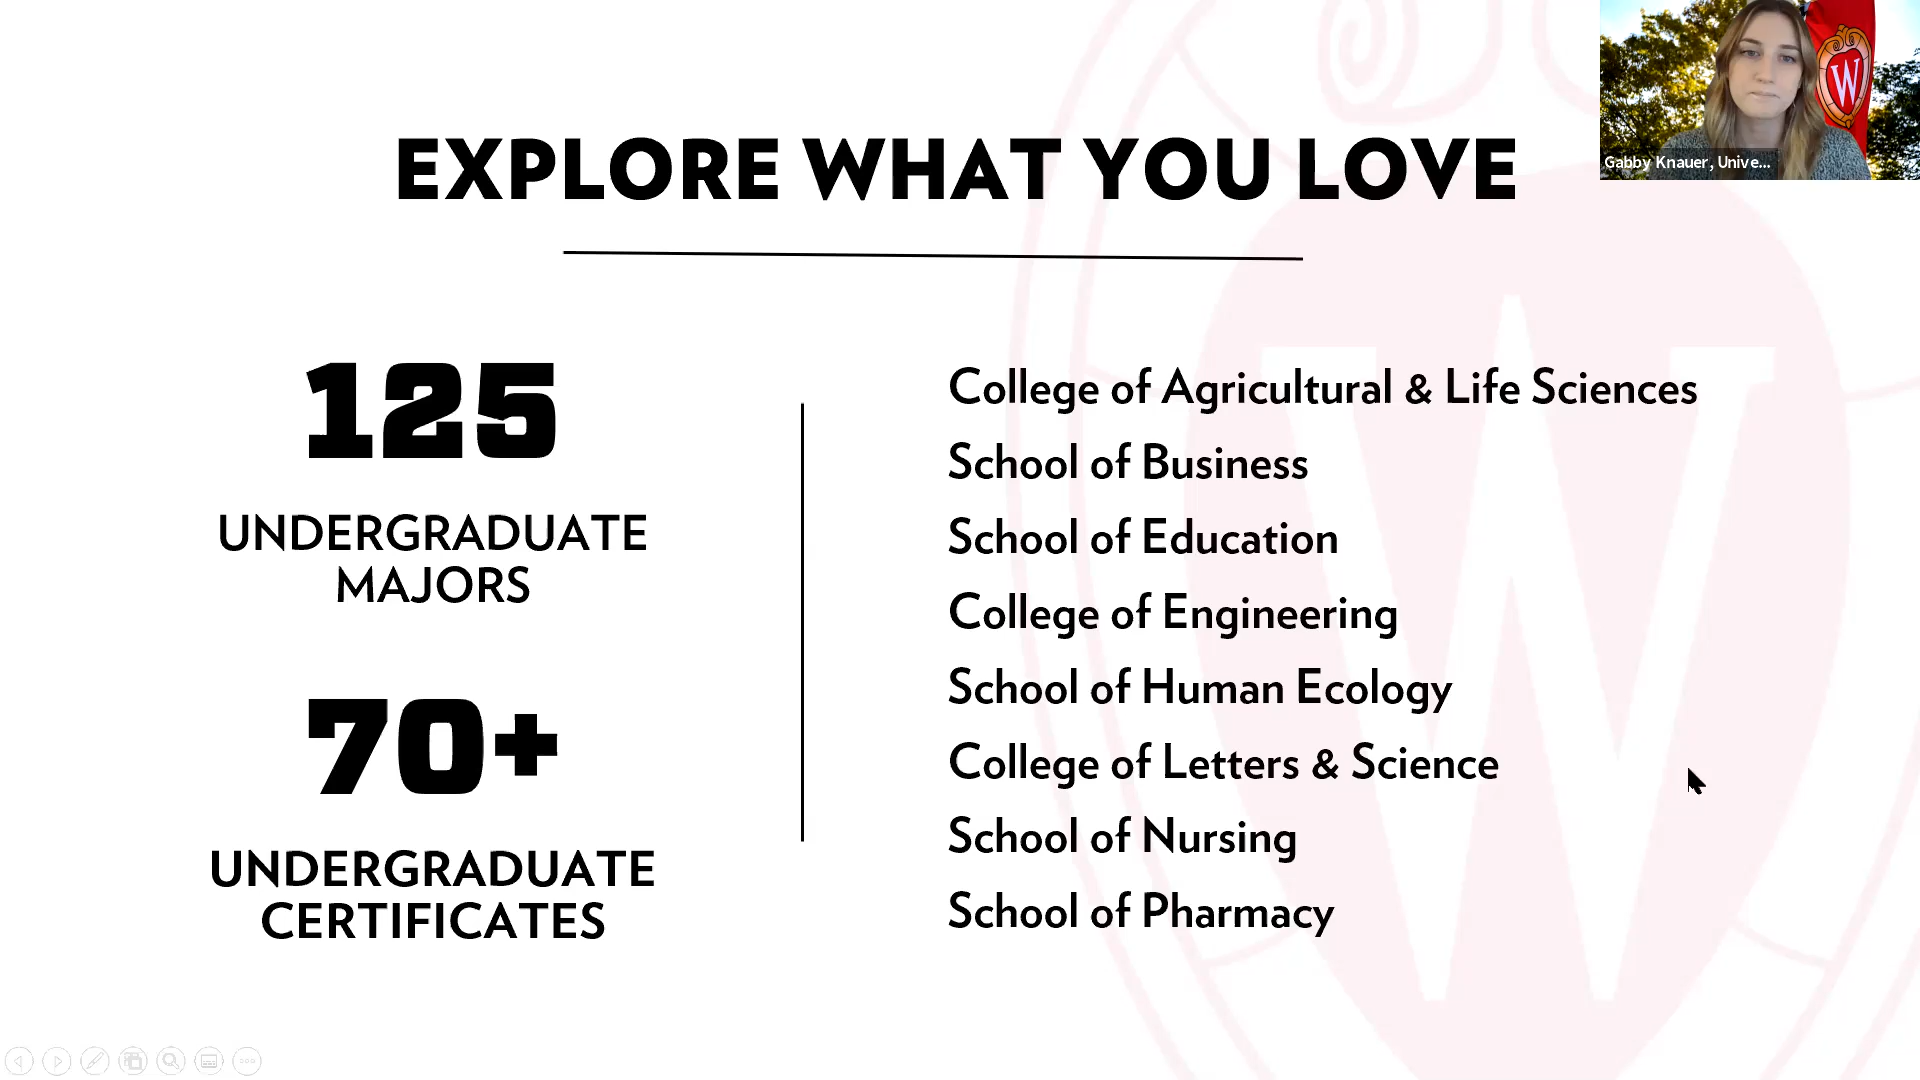 EXPLORE WHAT YOU LOVE
Gabby Knauer, Unive...
W
125
UNDERGRADUATE
MAJORS
70+
UNDERGRADUATE
CERTIFICATES
College of Agricultural & Life Sciences
School of Business
School of Education
College of Engineering
School of Human Ecology
College of Letters & Science
School of Nursing
School of Pharmacy
W